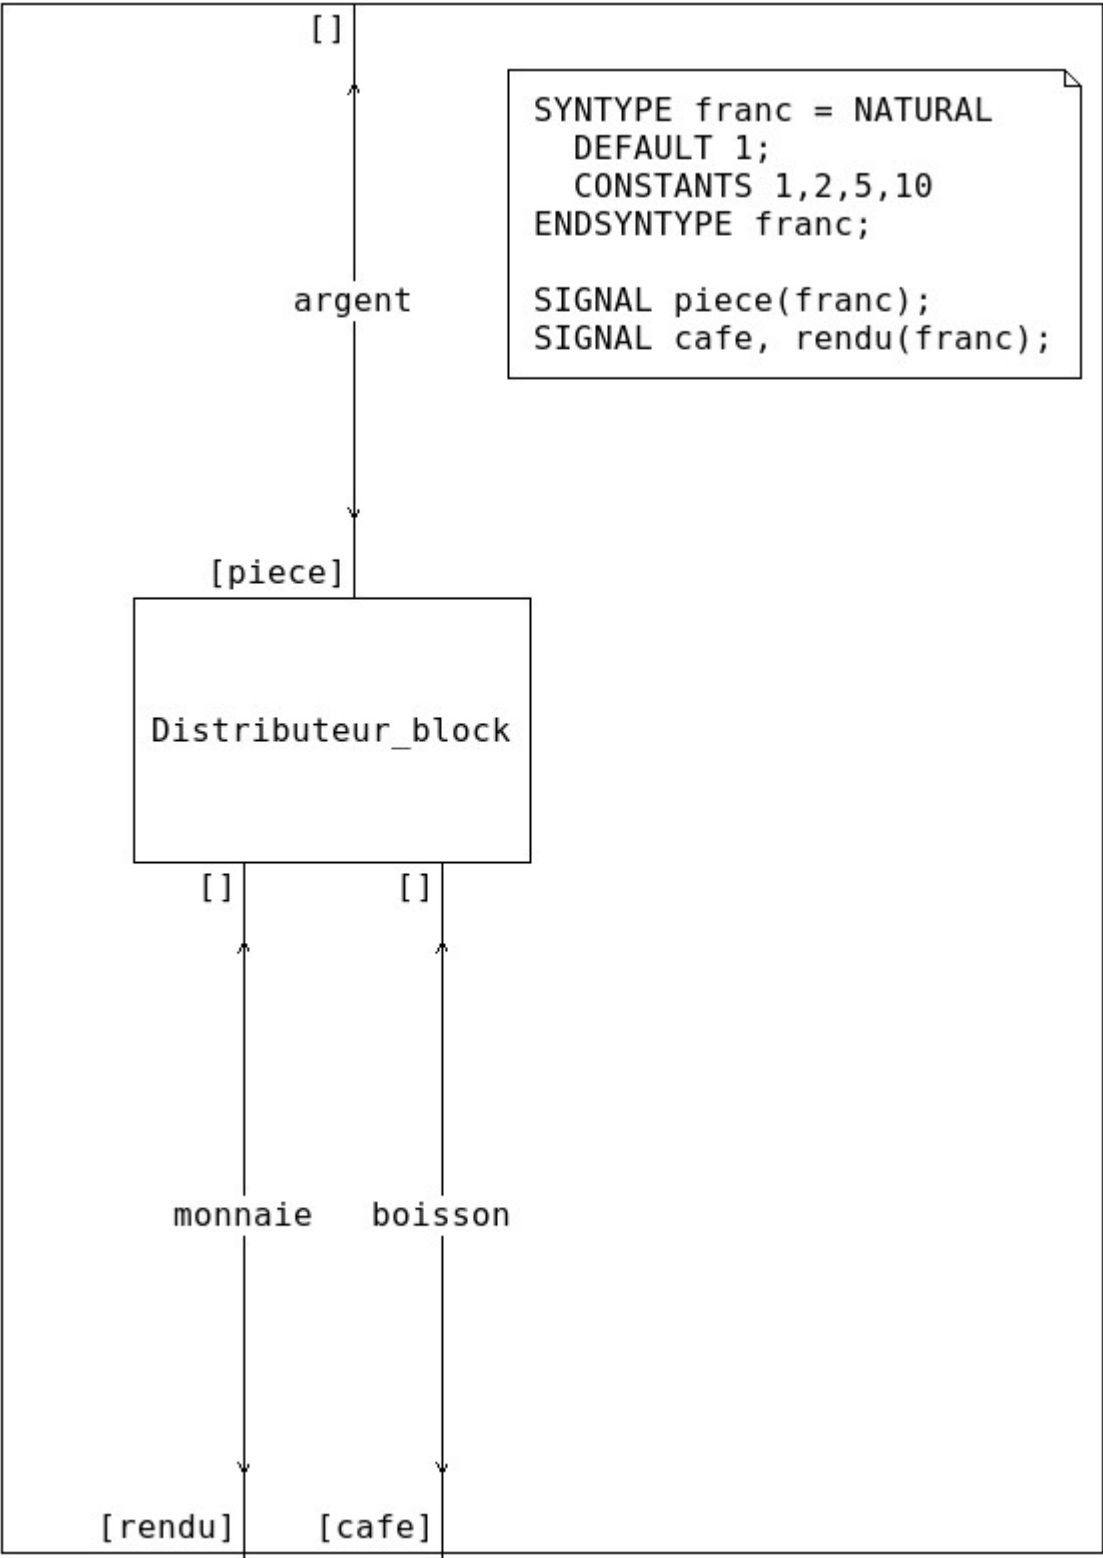 []
SYNTYPE franc = NATURAL
DEFAULT 1;
CONSTANTS 1,2,5,10
ENDSYNTYPE franc;
SIGNAL piece(franc);
SIGNAL cafe, rendu(franc);
argent
[piece]
Distributeur_block
[] []
monnaie boisson
[rendu] [cafe]